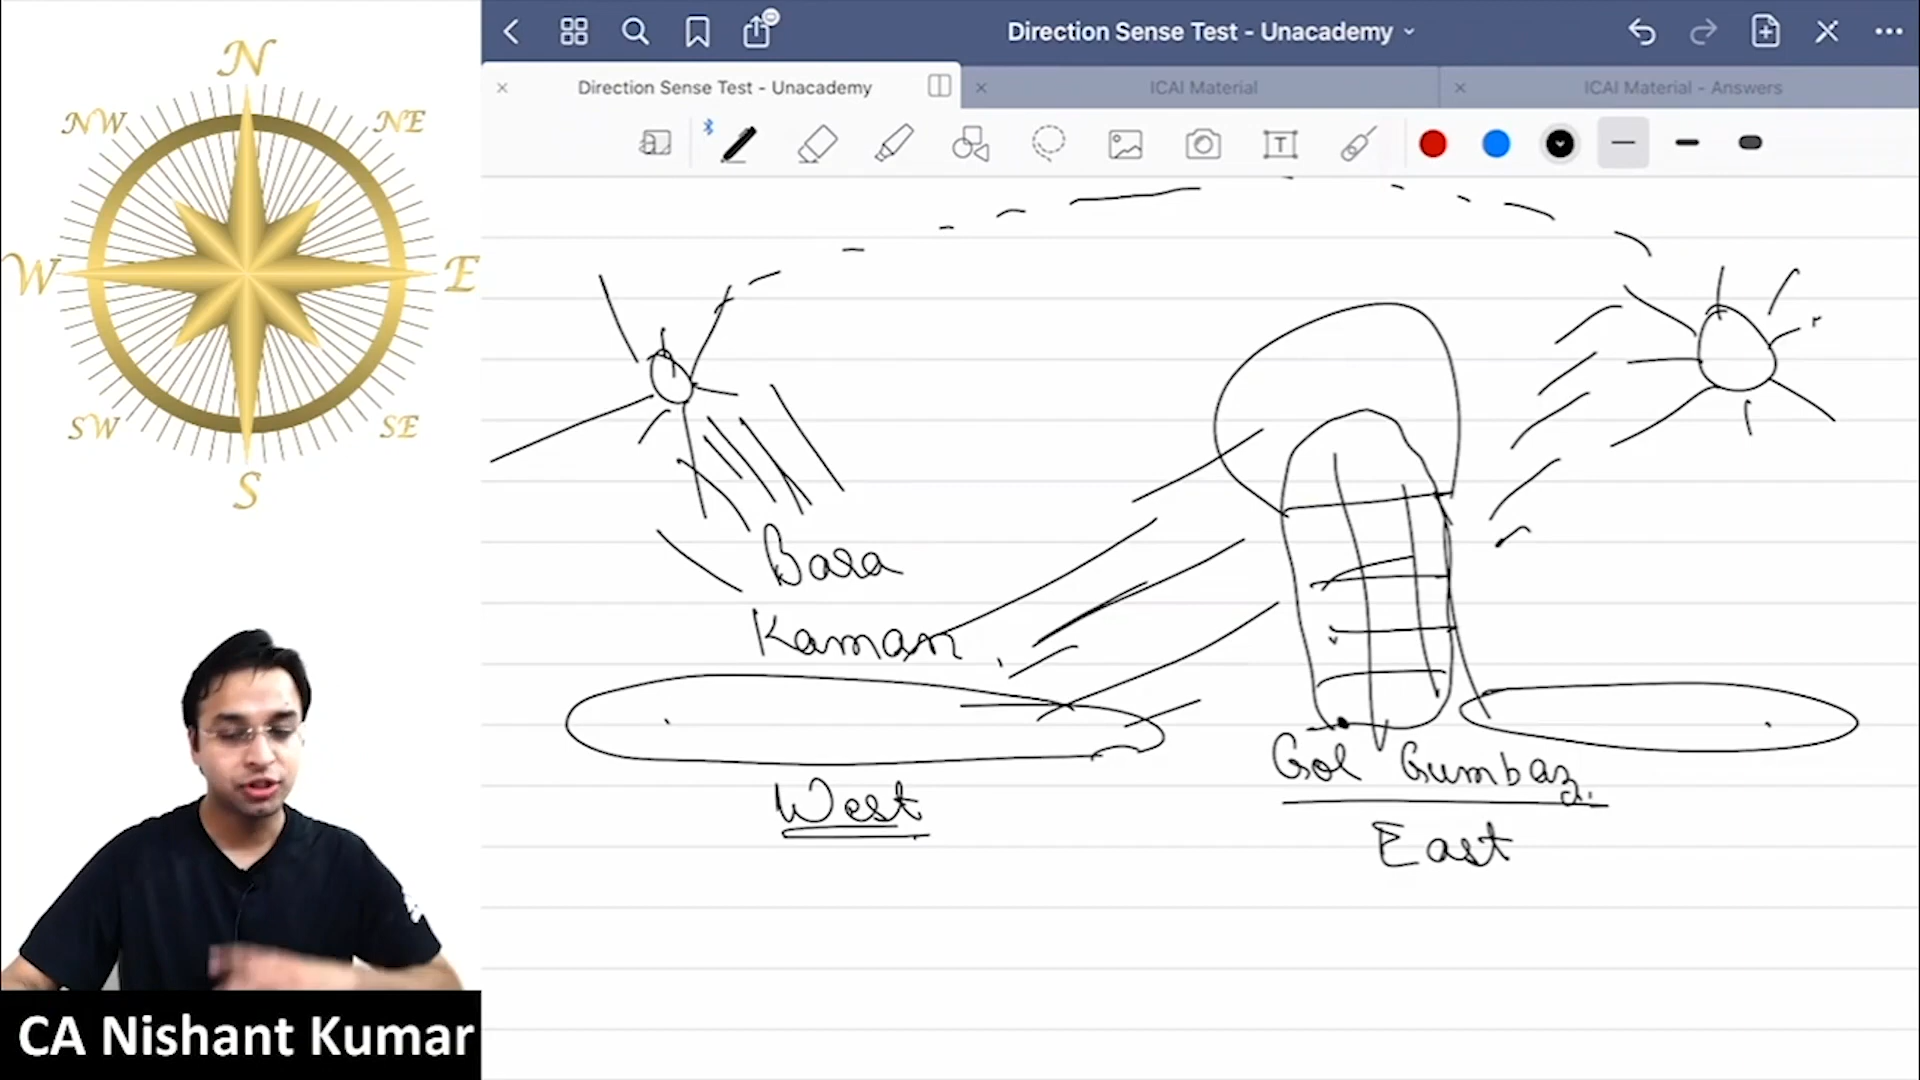 N
NW
NE
W
E
SW
SE
S
CA Nishant Kumar
Direction Sense Test - Unacademy
Direction Sense Test - Unacademy
ICAI Material
ICAI Material - Answers
T
Bara
Kaman
Gol Gumbaz.
West
East